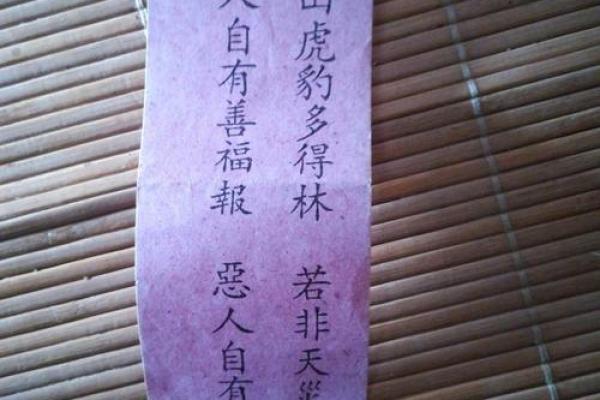 山虎豹多得林 若非天災
人自有善福報 惡人自有